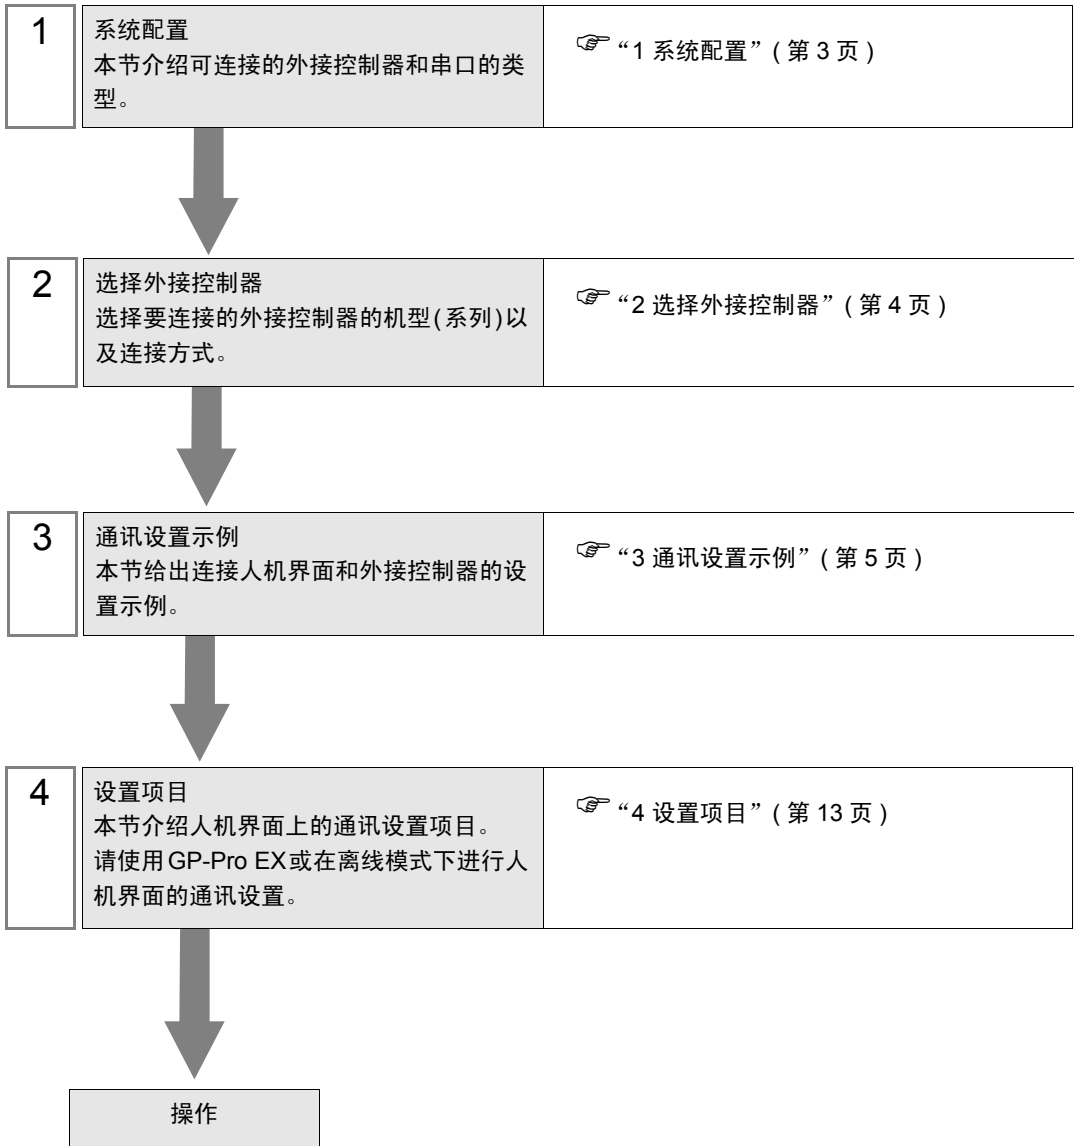 1
系统配置
本节介绍可连接的外接控制器和串口的类
型。
☞“1 系统配置” ( 第 3 页 )
2
选择外接控制器
选择要连接的外接控制器的机型(系列)以
及连接方式。
☞“2 选择外接控制器” ( 第 4 页 )
3
通讯设置示例
本节给出连接人机界面和外接控制器的设
置示例。
☞“3 通讯设置示例” ( 第 5 页 )
4
设置项目
本节介绍人机界面上的通讯设置项目。
请使用GP-Pro EX或在离线模式下进行人
机界面的通讯设置。
☞“4 设置项目” ( 第 13 页 )
操作